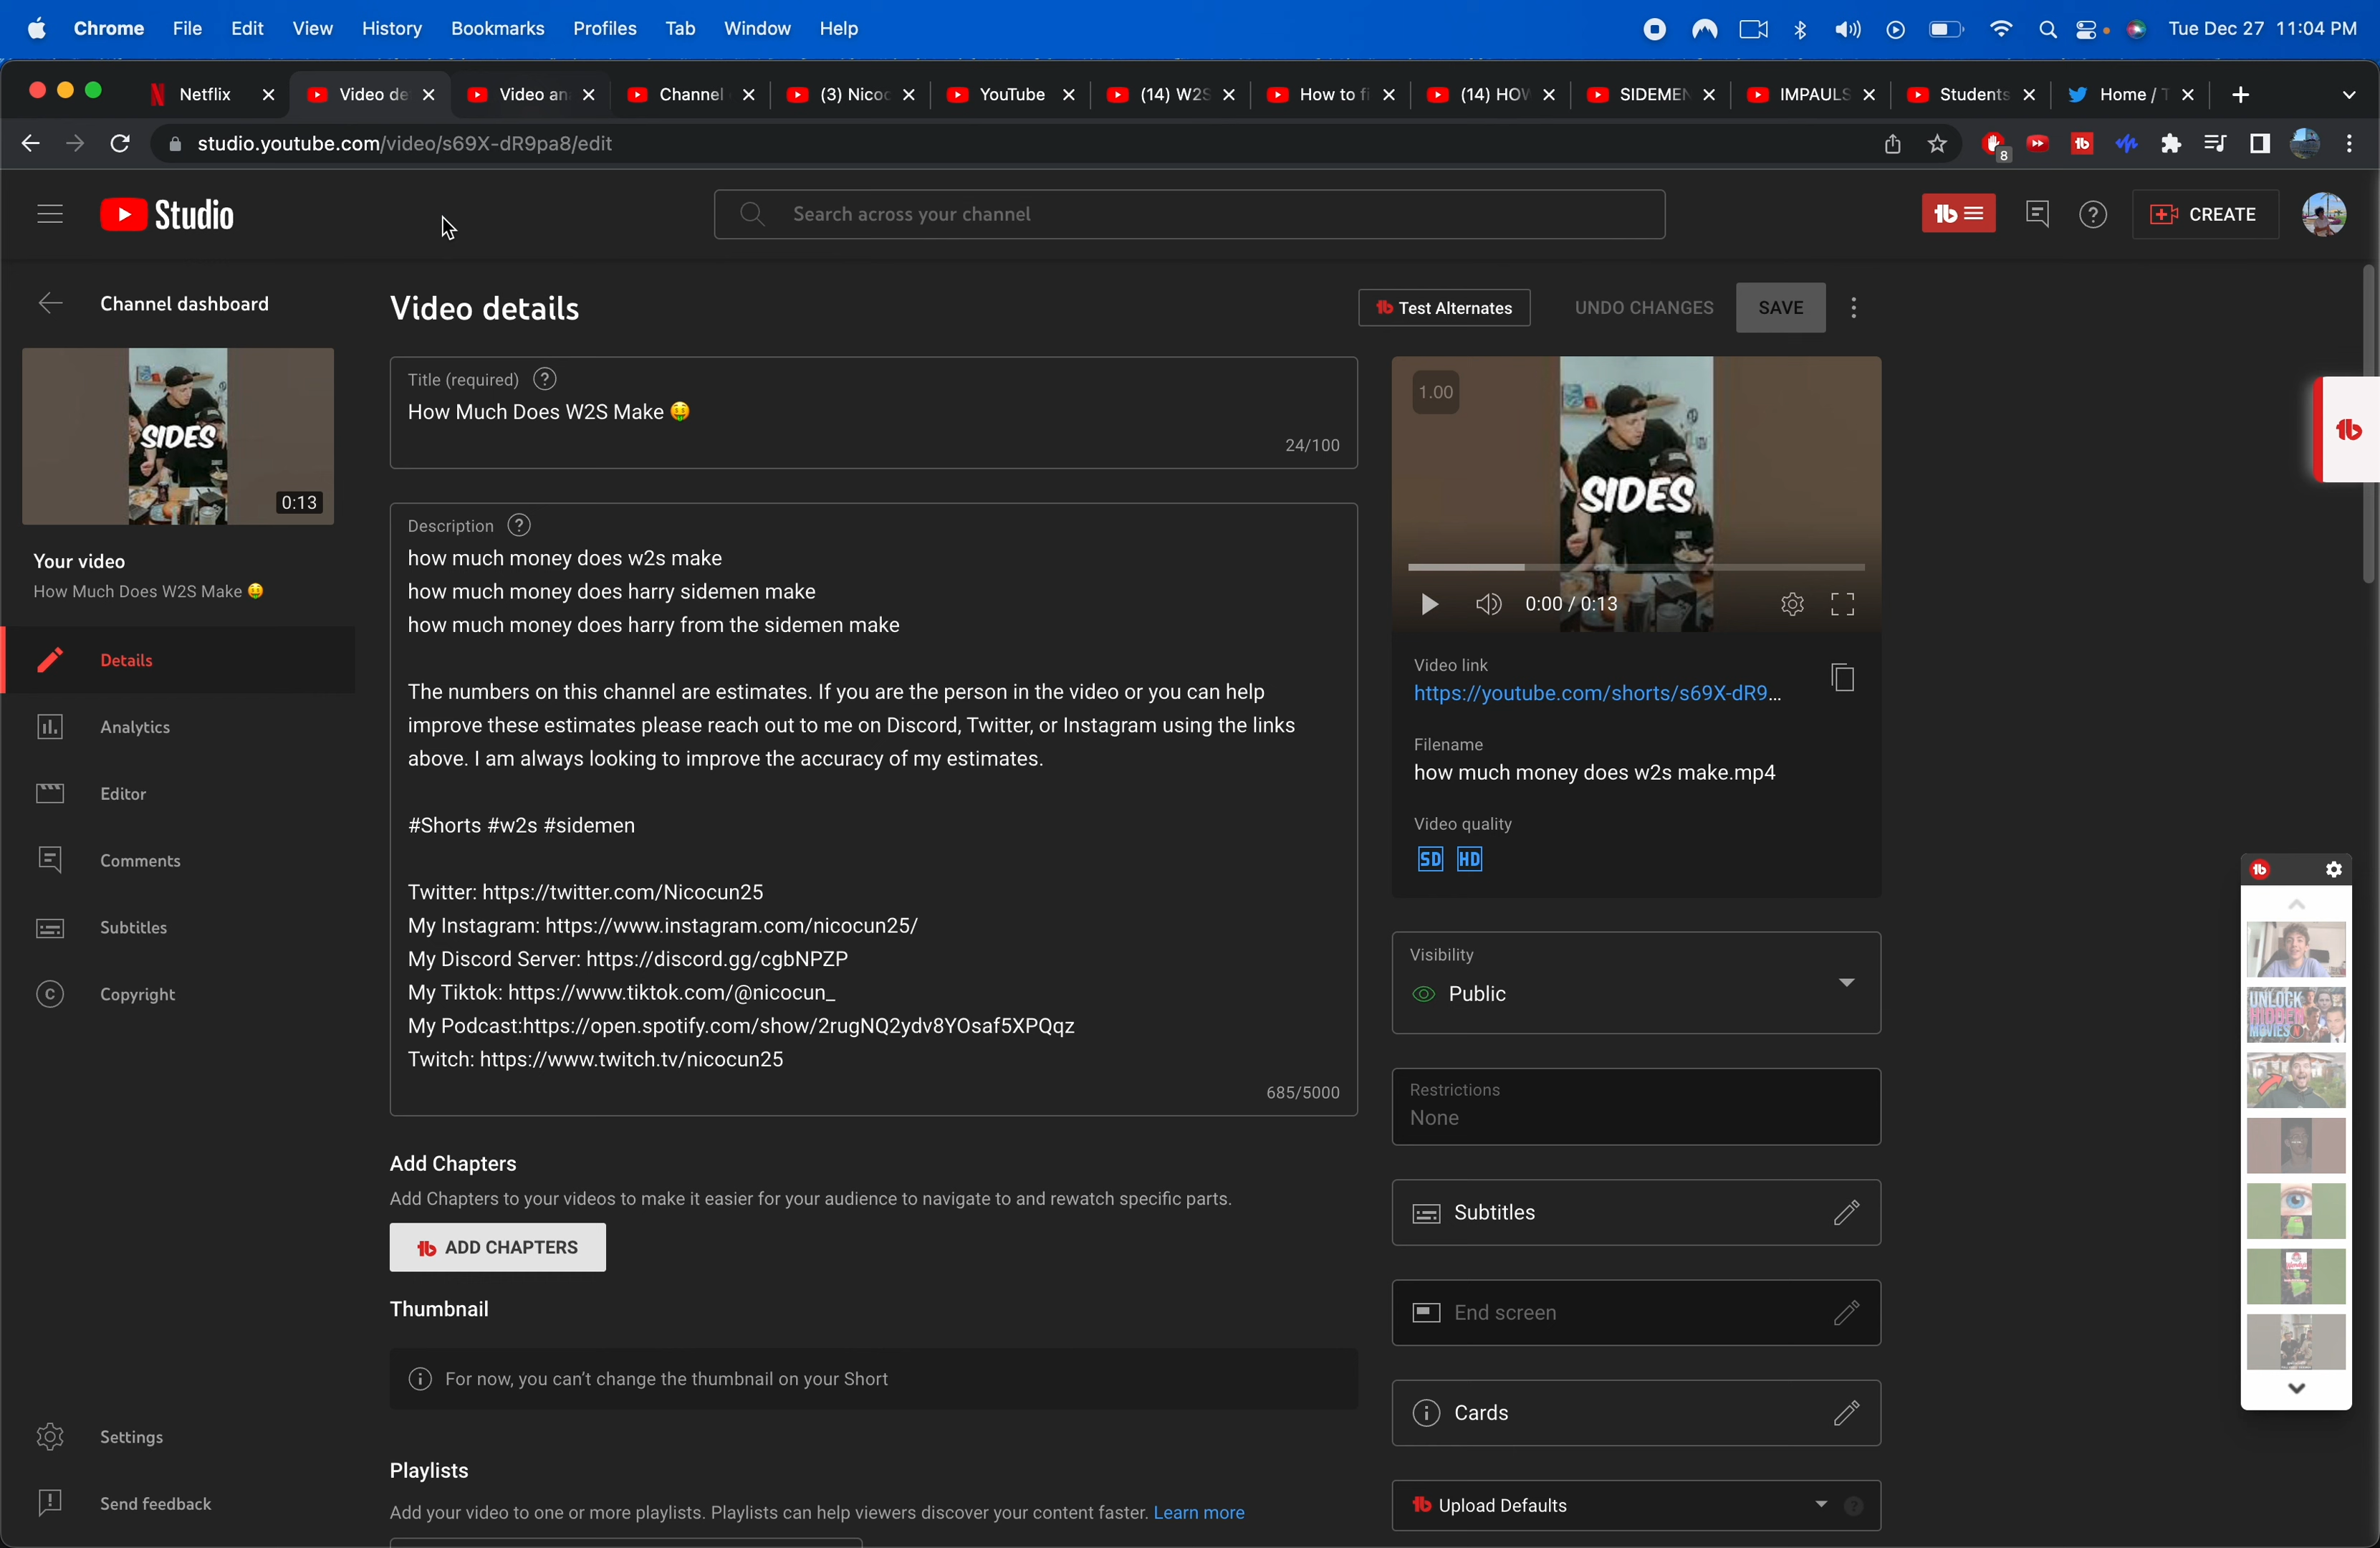 Chrome File Edit View History Bookmarks Profiles Tab Window Help
Tue Dec 27 11:04 PM
Netflix
Video de
Video an
Channel
(3) Nicoc
YouTube
(14) W2S
How to fi
(14) HOW
SIDEMEN
IMPAULS
Students
Home / T
studio.youtube.com/video/s69X-dR9pa8/edit
8
Studio
Search across your channel
CREATE
Channel dashboard
SIDES
0:13
Your video
How Much Does W2S Make 🤑
Details
Analytics
Editor
Comments
Subtitles
Copyright
Settings
Send feedback
Video details
Test Alternates
UNDO CHANGES
SAVE
Title (required)
How Much Does W2S Make 🤑
24/100
Description
how much money does w2s make
how much money does harry sidemen make
how much money does harry from the sidemen make
The numbers on this channel are estimates. If you are the person in the video or you can help
improve these estimates please reach out to me on Discord, Twitter, or Instagram using the links
above. I am always looking to improve the accuracy of my estimates.
#Shorts #w2s #sidemen
Twitter: https://twitter.com/Nicocun25
My Instagram: https://www.instagram.com/nicocun25/
My Discord Server: https://discord.gg/cgbNPZP
My Tiktok: https://www.tiktok.com/@nicocun_
My Podcast:https://open.spotify.com/show/2rugNQ2ydv8YOsaf5XPQqz
Twitch: https://www.twitch.tv/nicocun25
685/5000
Add Chapters
Add Chapters to your videos to make it easier for your audience to navigate to and rewatch specific parts.
ADD CHAPTERS
Thumbnail
For now, you can't change the thumbnail on your Short
Playlists
Add your video to one or more playlists. Playlists can help viewers discover your content faster. Learn more
1.00
SIDES
0:00 / 0:13
Video link
https://youtube.com/shorts/s69X-dR9...
Filename
how much money does w2s make.mp4
Video quality
SD HD
Visibility
Public
Restrictions
None
Subtitles
End screen
Cards
Upload Defaults
UNLOCK
HIDDEN
MOVIES